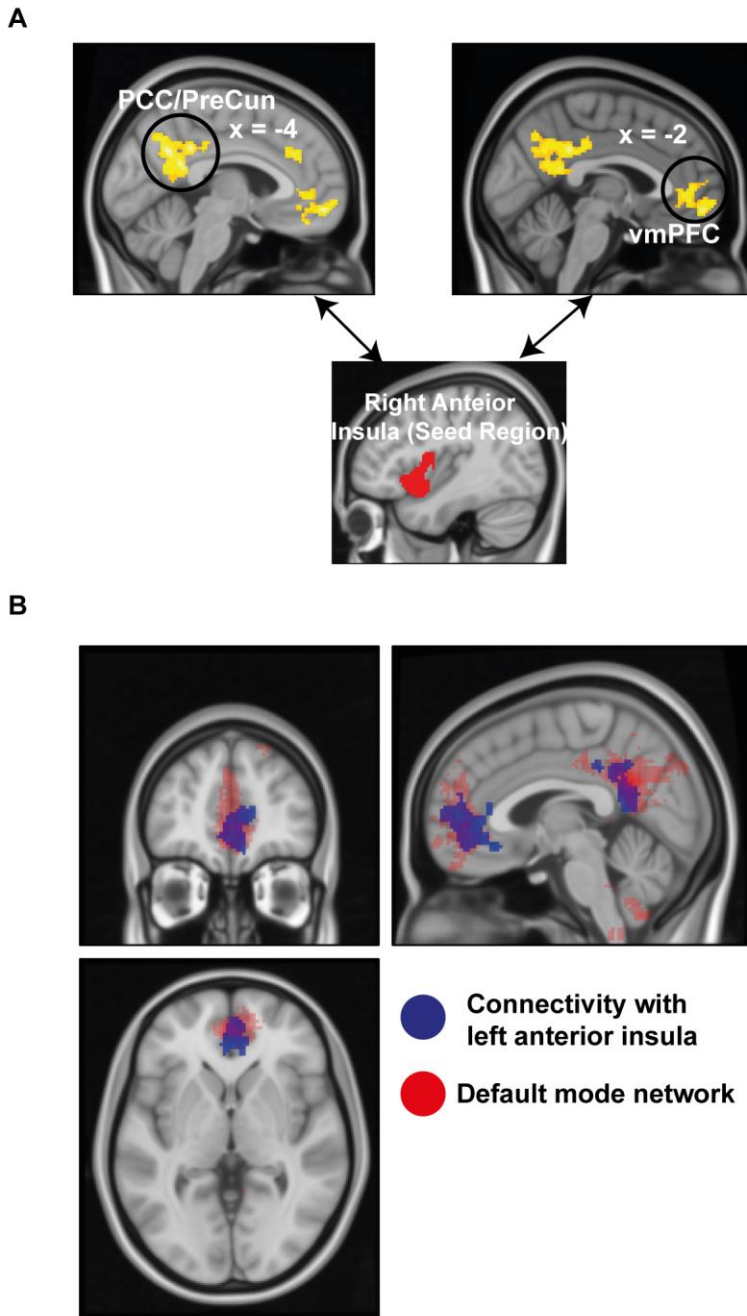 A
PCC/PreCun
x = -4
x = -2
vmPFC
Right Anteior
Insula (Seed Region)
B
Connectivity with
left anterior insula
Default mode network